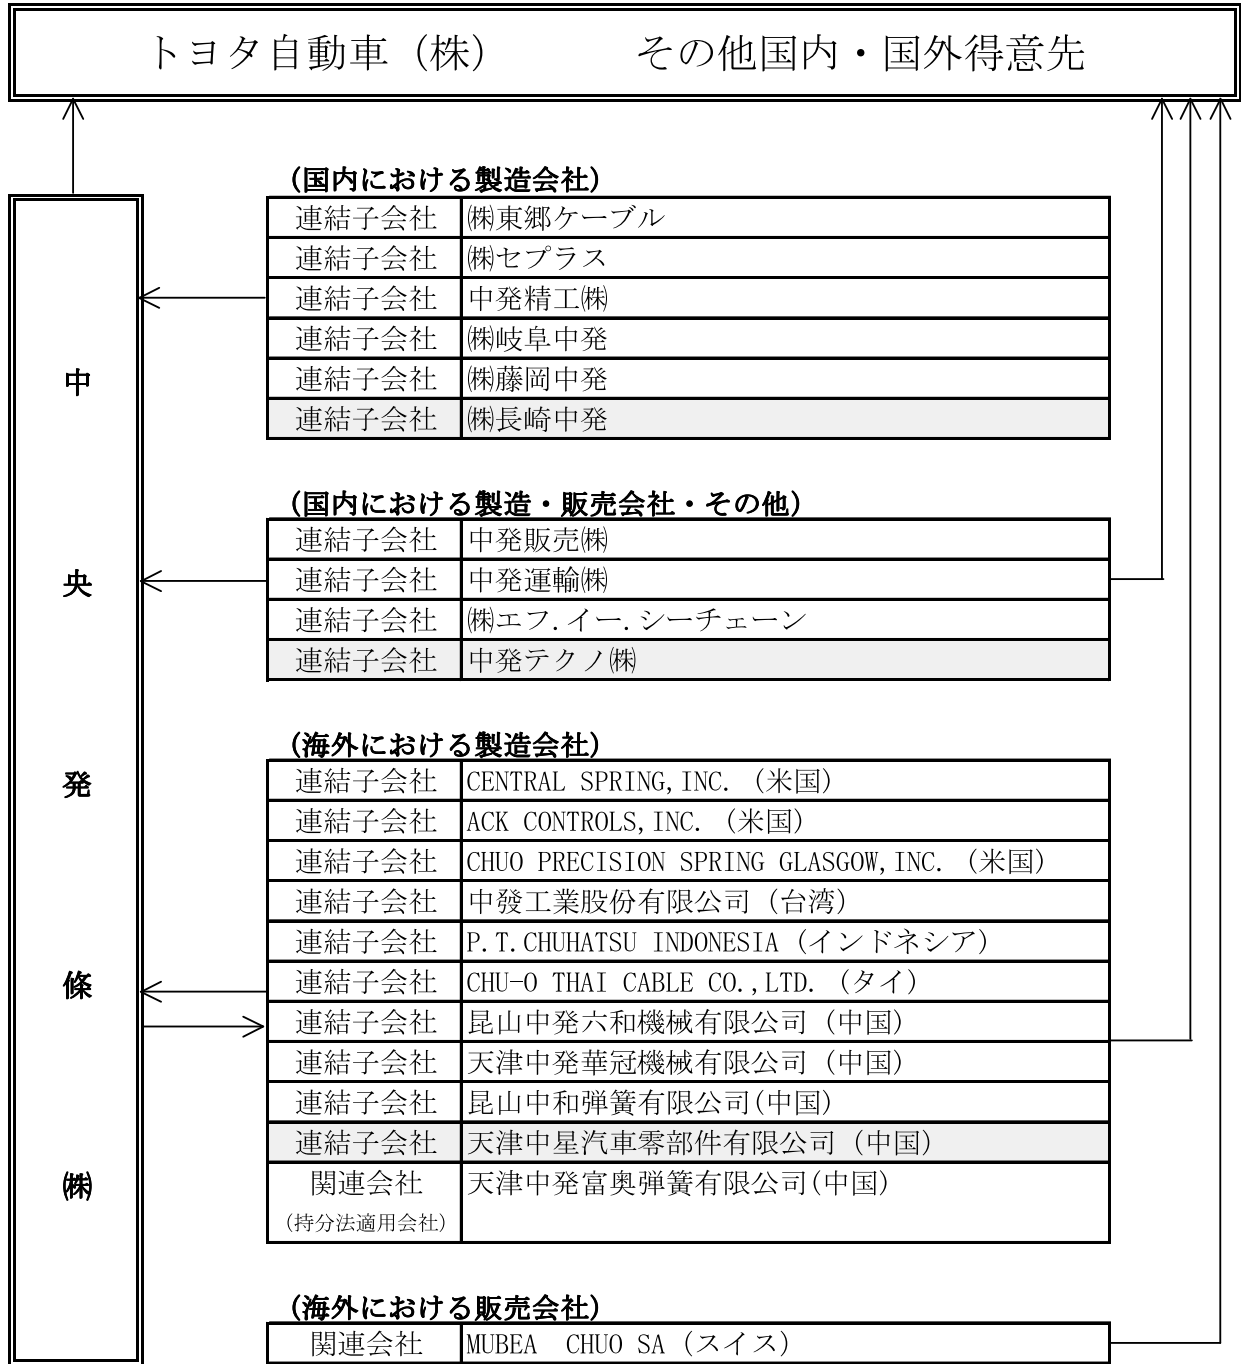 トヨタ自動車（株）　　　その他国内・国外得意先
中央発條㈱
（国内における製造会社）
連結子会社 ㈱東郷ケーブル
連結子会社 ㈱セプラス
連結子会社 中発精工㈱
連結子会社 ㈱岐阜中発
連結子会社 ㈱藤岡中発
連結子会社 ㈱長崎中発
（国内における製造・販売会社・その他）
連結子会社 中発販売㈱
連結子会社 中発運輸㈱
連結子会社 ㈱エフ.イー.シーチェーン
連結子会社 中発テクノ㈱
（海外における製造会社）
連結子会社 CENTRAL SPRING,INC.（米国）
連結子会社 ACK CONTROLS,INC.（米国）
連結子会社 CHUO PRECISION SPRING GLASGOW,INC.（米国）
連結子会社 中發工業股份有限公司（台湾）
連結子会社 P.T.CHUHATSU INDONESIA（インドネシア）
連結子会社 CHU-O THAI CABLE CO.,LTD.（タイ）
連結子会社 昆山中発六和機械有限公司（中国）
連結子会社 天津中発華冠機械有限公司（中国）
連結子会社 昆山中和弾簧有限公司(中国）
連結子会社 天津中星汽車零部件有限公司（中国）
関連会社 天津中発富奥弾簧有限公司(中国）
（持分法適用会社）
（海外における販売会社）
関連会社 MUBEA　CHUO SA（スイス）